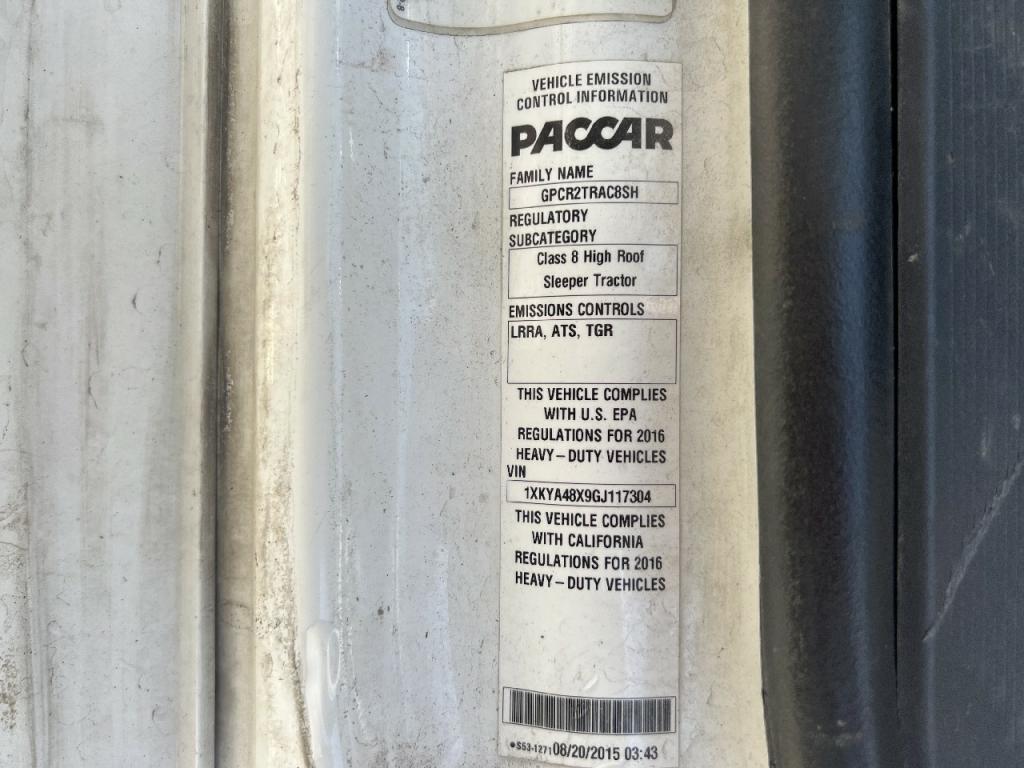 VEHICLE EMISSION
CONTROL INFORMATION
PACCAR
FAMILY NAME
GPCR2TRAC8SH
REGULATORY
SUBCATEGORY
Class 8 High Roof
Sleeper Tractor
EMISSIONS CONTROLS
LRRA, ATS, TGR
THIS VEHICLE COMPLIES
WITH U.S. EPA
REGULATIONS FOR 2016
HEAVY-DUTY VEHICLES
VIN
1XKYA48X9GJ117304
THIS VEHICLE COMPLIES
WITH CALIFORNIA
REGULATIONS FOR 2016
HEAVY-DUTY VEHICLES
•S53-1271 08/20/2015 03:43